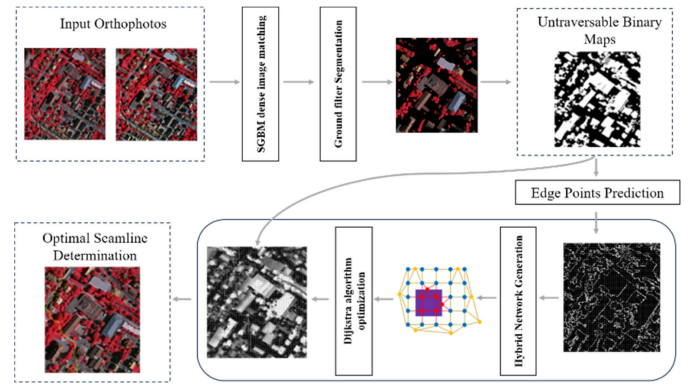 Input Orthophotos
SGBM dense image matching
Ground filter Segmentation
Untraversable Binary
Maps
Edge Points Prediction
Optimal Seamline
Determination
Dijkstra algorithm
optimization
Hybrid Network Generation